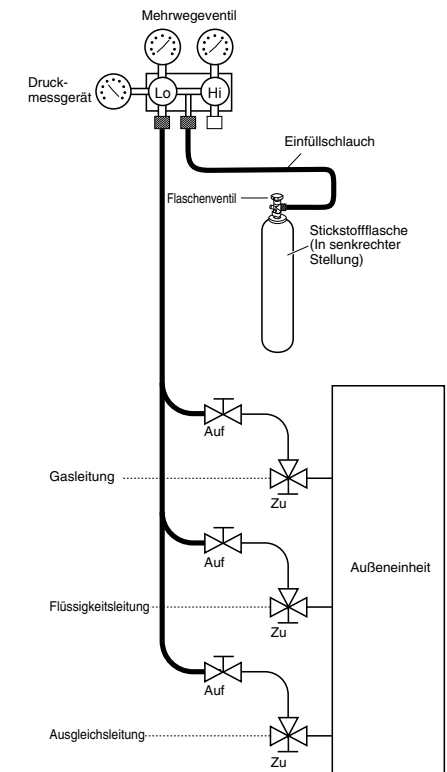 Mehrwegeventil
Druck-
messgerät
Lo
Hi
Einfüllschlauch
Flaschenventil
Stickstoffflasche
(In senkrechter
Stellung)
Auf
Gasleitung
Zu
Auf
Außeneinheit
Flüssigkeitsleitung
Zu
Auf
Ausgleichsleitung
Zu